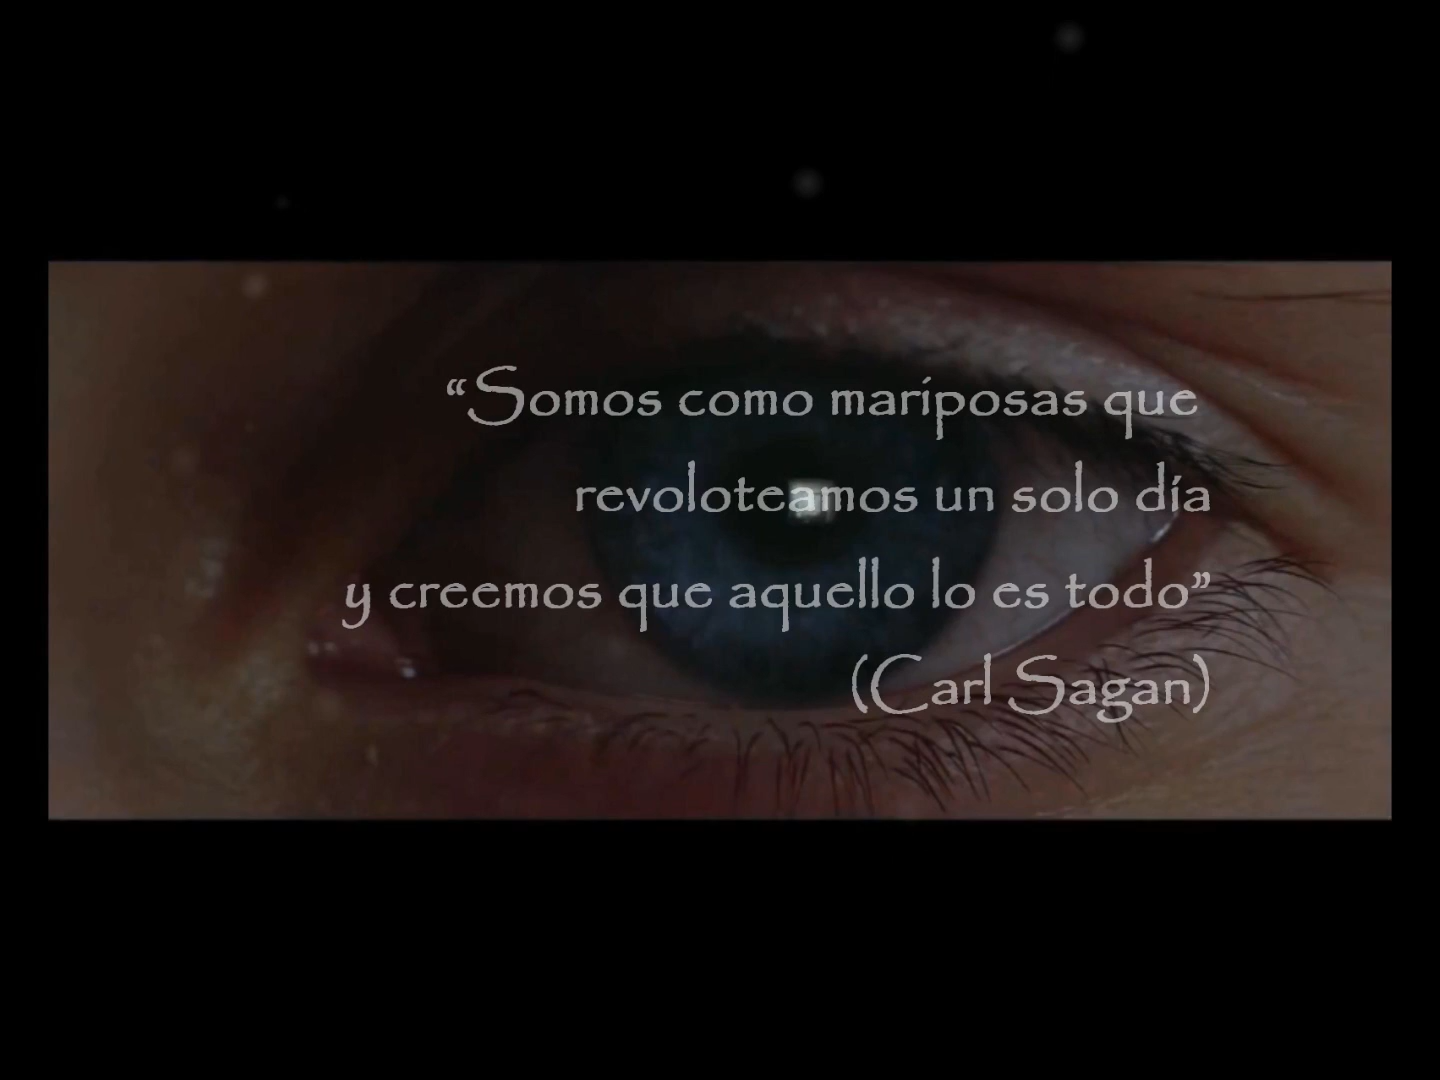 “Somos como mariposas que
revoloteamos un solo día
y creemos que aquello lo es todo”
(Carl Sagan)